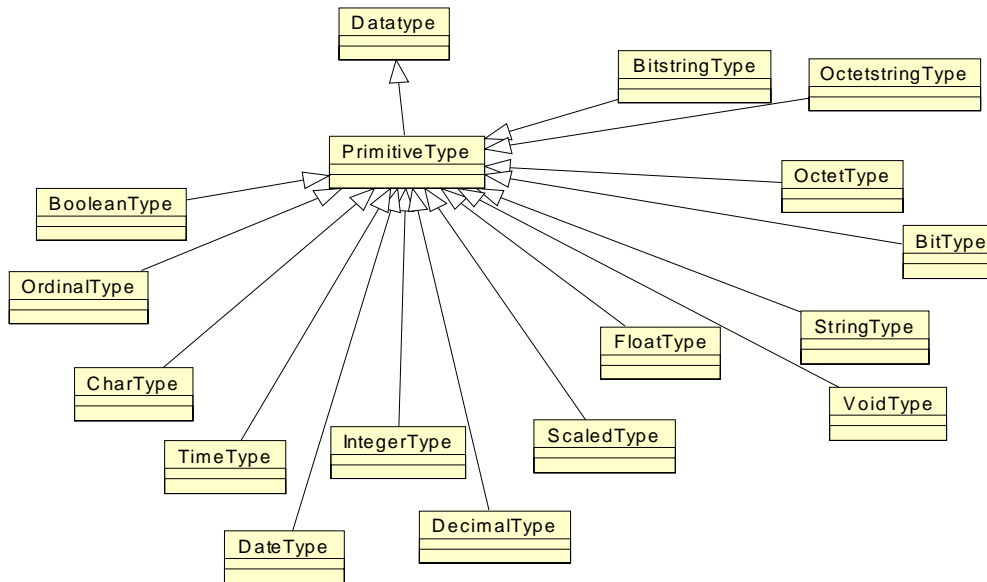 Datatype
BitstringType
OctetstringType
PrimitiveType
OctetType
BooleanType
BitType
OrdinalType
StringType
FloatType
CharType
VoidType
IntegerType
ScaledType
TimeType
DecimalType
DateType